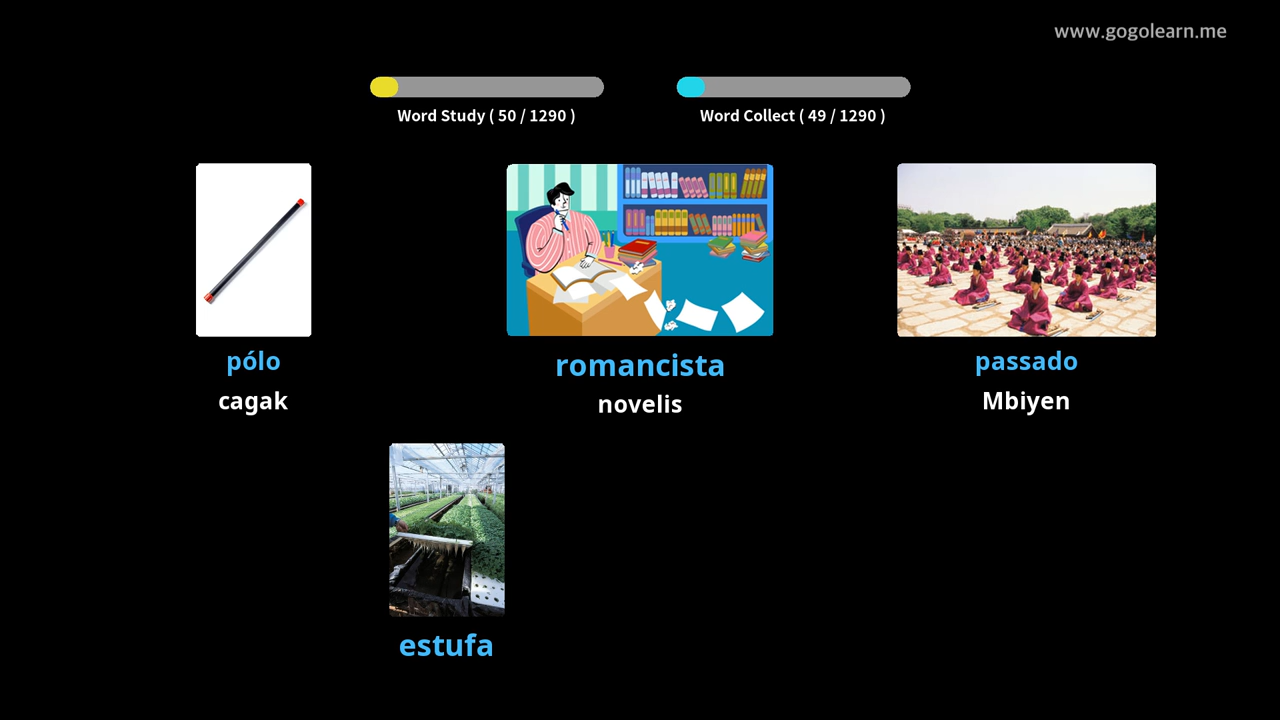 www.gogolearn.me
Word Study ( 50 / 1290 )
Word Collect ( 49 / 1290 )
pólo
cagak
romancista
novelis
passado
Mbiyen
estufa